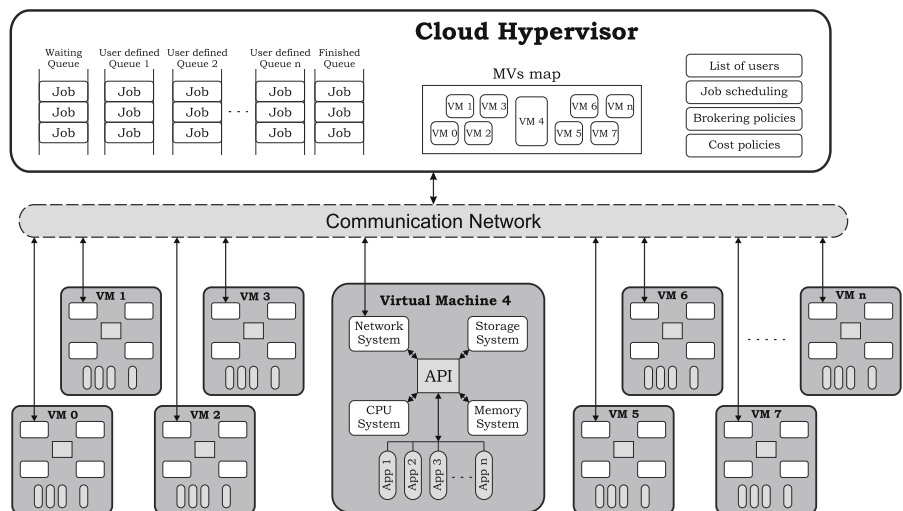 Cloud Hypervisor
Waiting
Queue
User defined
Queue 1
User defined
Queue 2
User defined
Queue n
Finished
Queue
Job
Job
Job
Job
Job
Job
Job
Job
Job
. . .
Job
Job
Job
Job
Job
Job
MVs map
VM 1
VM 3
VM 4
VM 6
VM n
VM 0
VM 2
VM 5
VM 7
List of users
Job scheduling
Brokering policies
Cost policies
Communication Network
VM 1
VM 3
Virtual Machine 4
Network
System
Storage
System
API
CPU
System
Memory
System
App 1
App 2
App 3
. . .
App n
VM 6
. . . . .
VM n
VM 0
VM 2
VM 5
VM 7